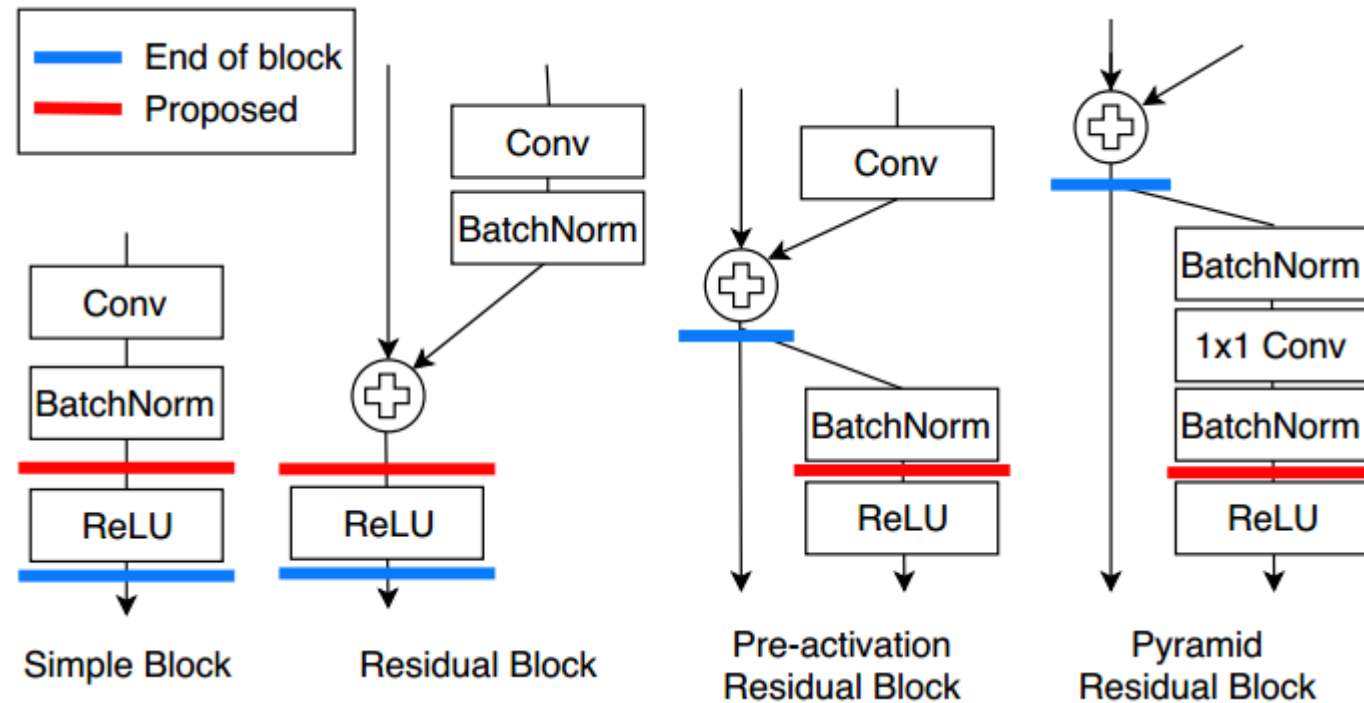 End of block
Proposed
Conv
BatchNorm
ReLU
Simple Block
Conv
BatchNorm
ReLU
Residual Block
Conv
BatchNorm
ReLU
Pre-activation
Residual Block
BatchNorm
1x1 Conv
BatchNorm
ReLU
Pyramid
Residual Block